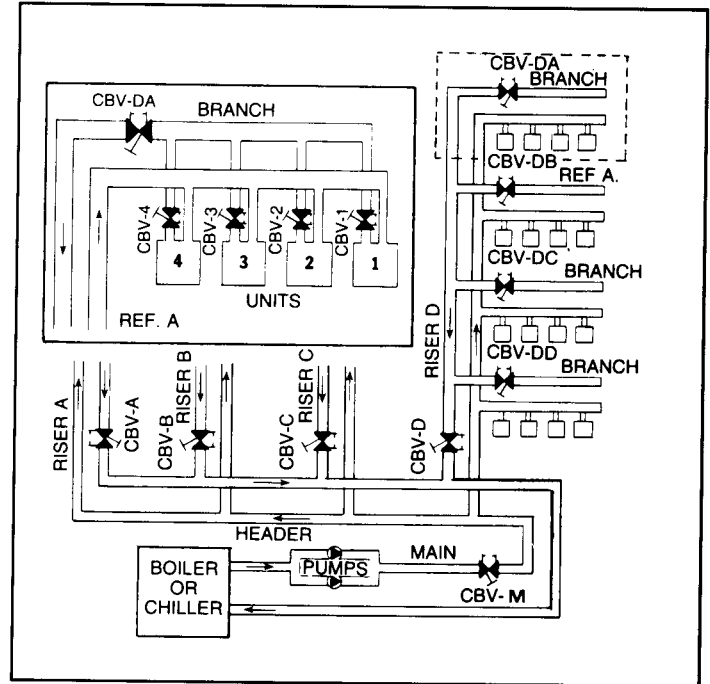 CBV-DA
BRANCH
CBV-4
CBV-3
CBV-2
CBV-1
4
3
2
1
UNITS
REF. A
CBV-DA
BRANCH
CBV-DB
REF A.
CBV-DC
BRANCH
CBV-DD
BRANCH
RISER D
RISER A
CBV-A
RISER B
CBV-B
RISER C
CBV-C
CBV-D
HEADER
MAIN
BOILER
OR
CHILLER
PUMPS
CBV-M